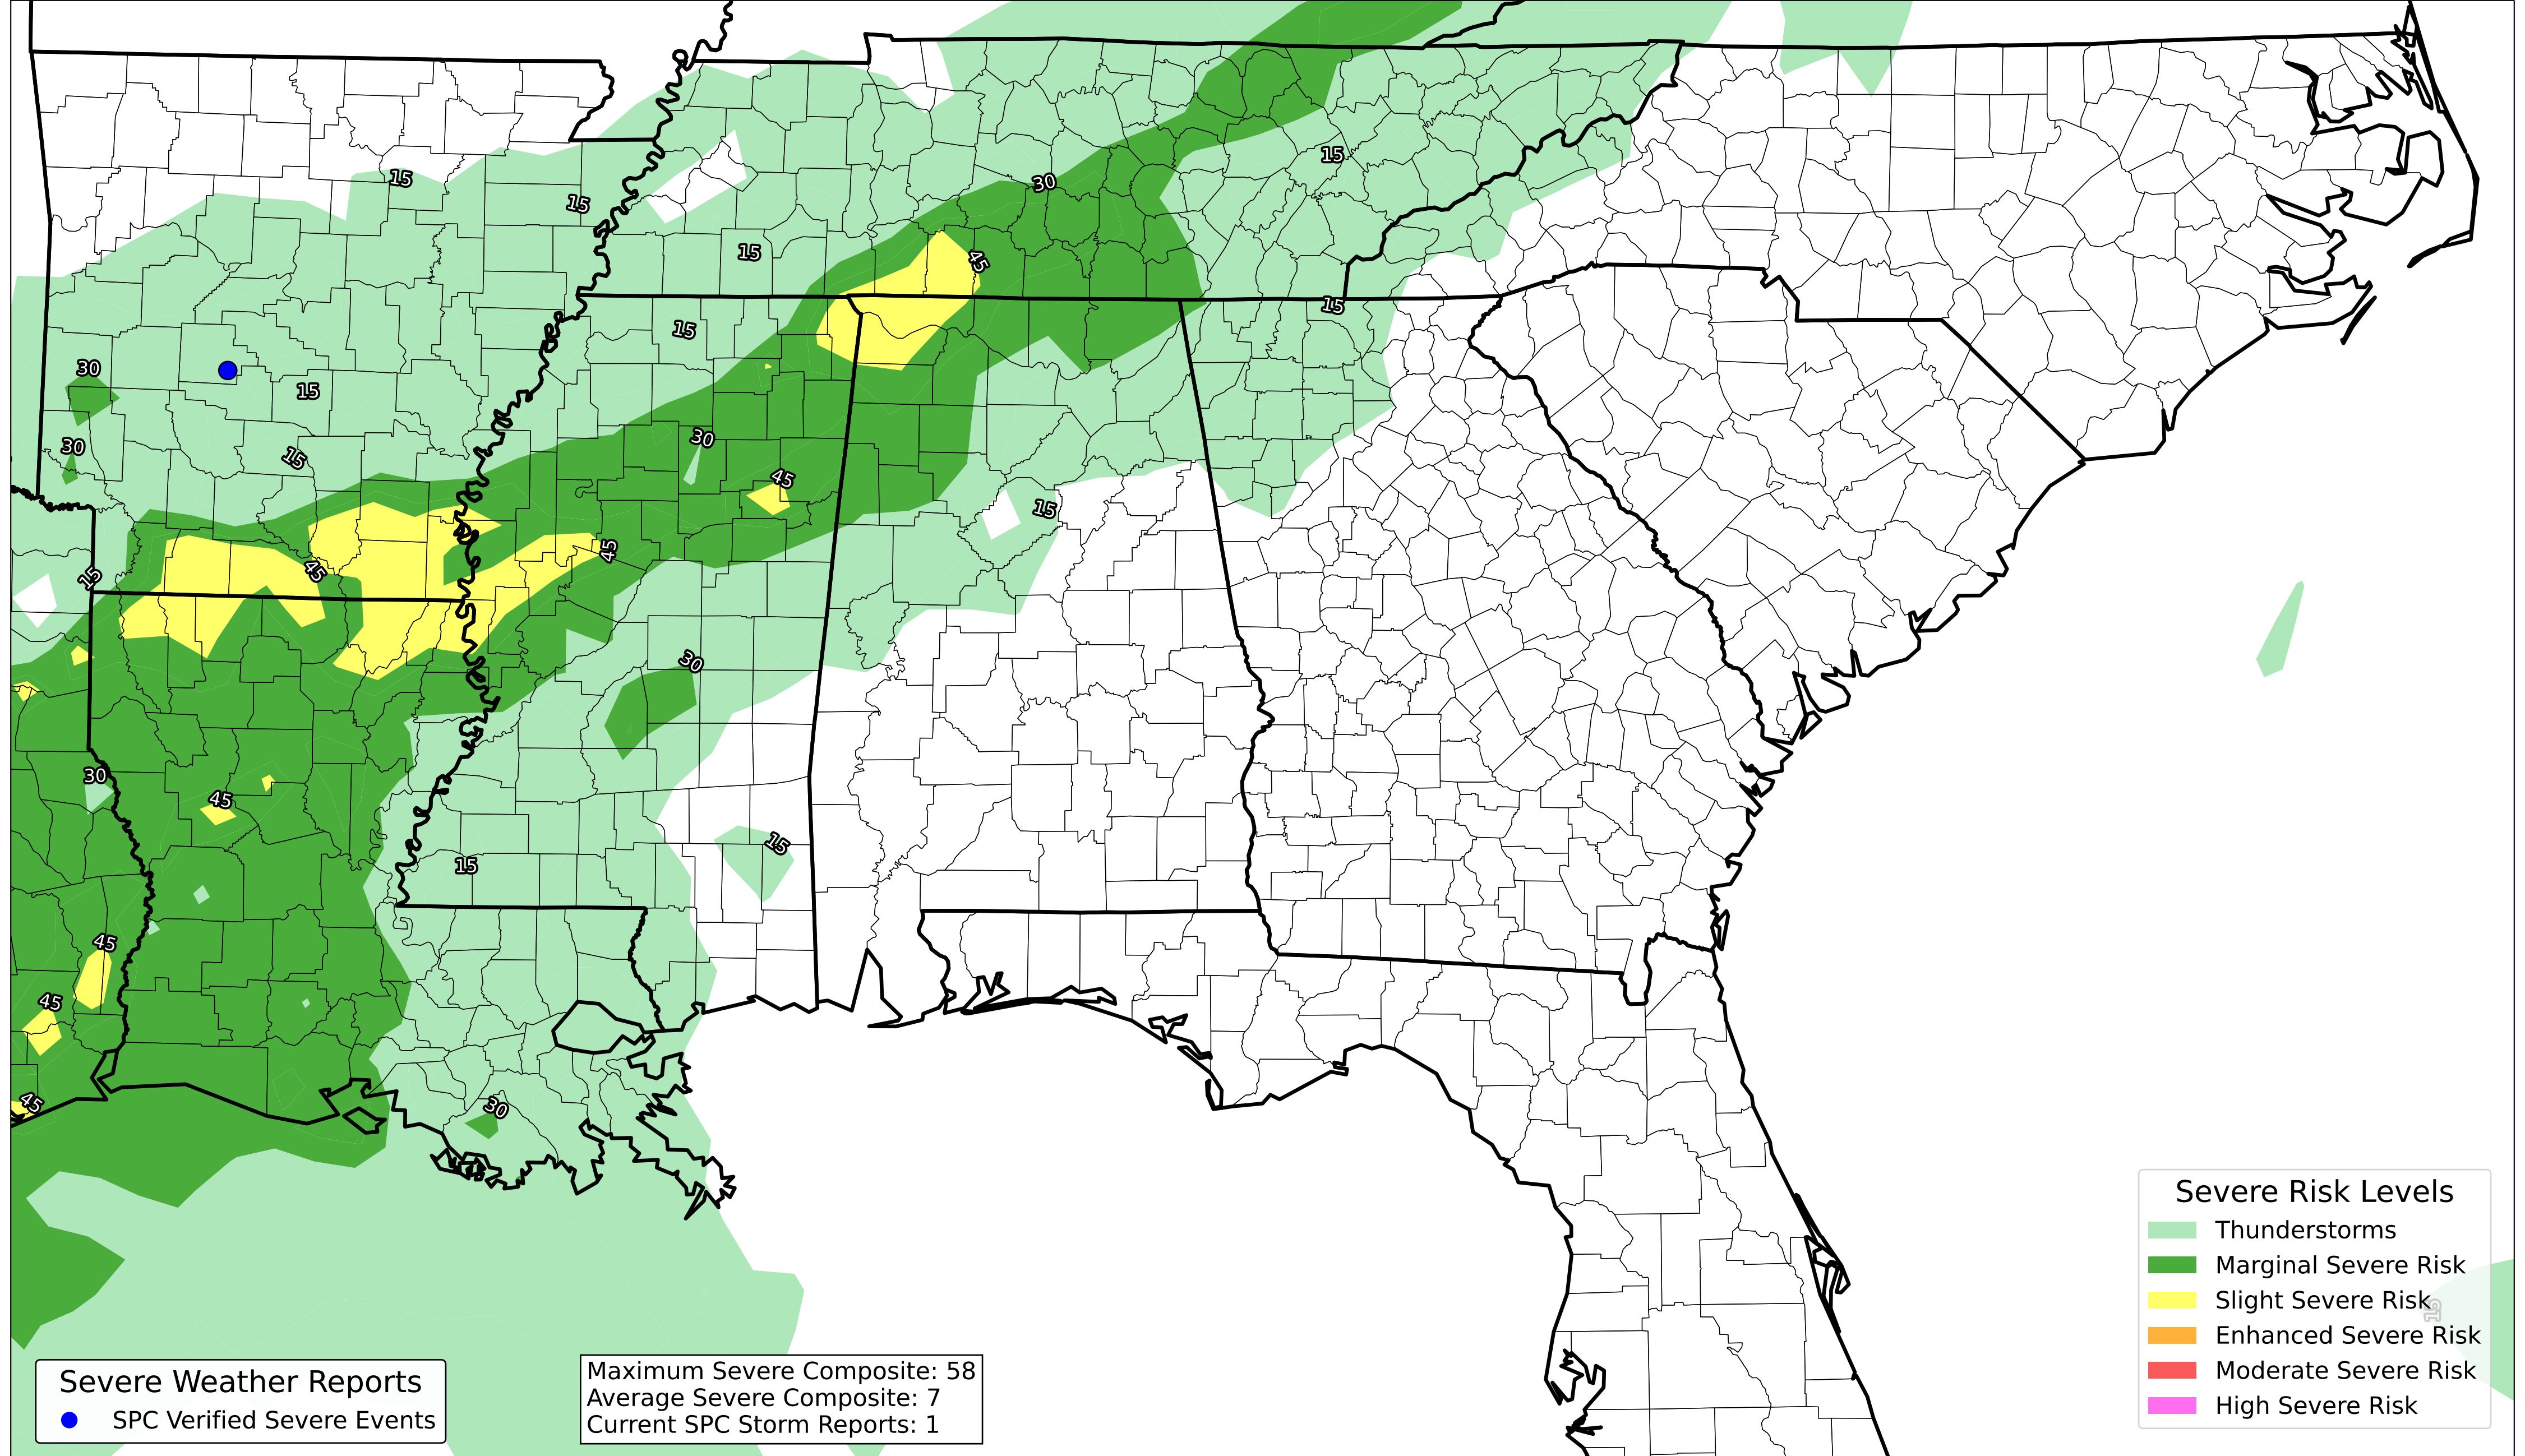 15
30
15
15
15
45
15
15
30
15
30
15
30
45
15
45
45
15
30
30
45
15
15
45
45
30
45
Severe Risk Levels
Thunderstorms
Marginal Severe Risk
Slight Severe Risk
15
Enhanced Severe Risk
Moderate Severe Risk
High Severe Risk
Severe Weather Reports
SPC Verified Severe Events
Maximum Severe Composite: 58
Average Severe Composite: 7
Current SPC Storm Reports: 1